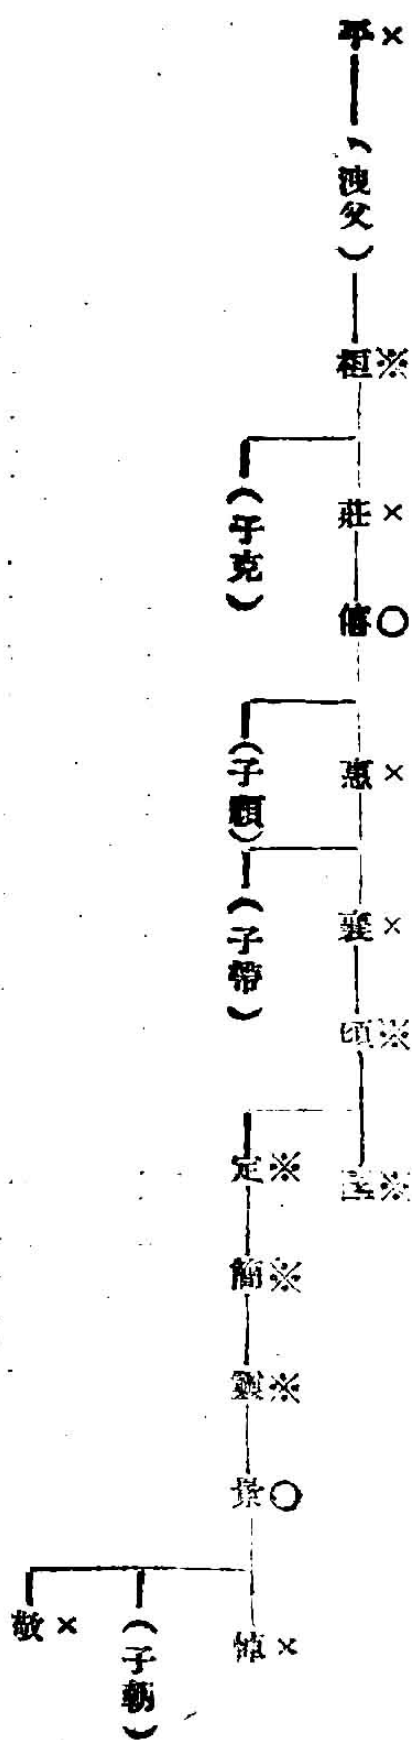 平×
(洩父)
桓※
莊×
(子克)
僖○
惠×
(子頹)
襄×
(子帶)
頃※
匡※
定※
簡※
靈※
景○
悼×
(子朝)
敬×